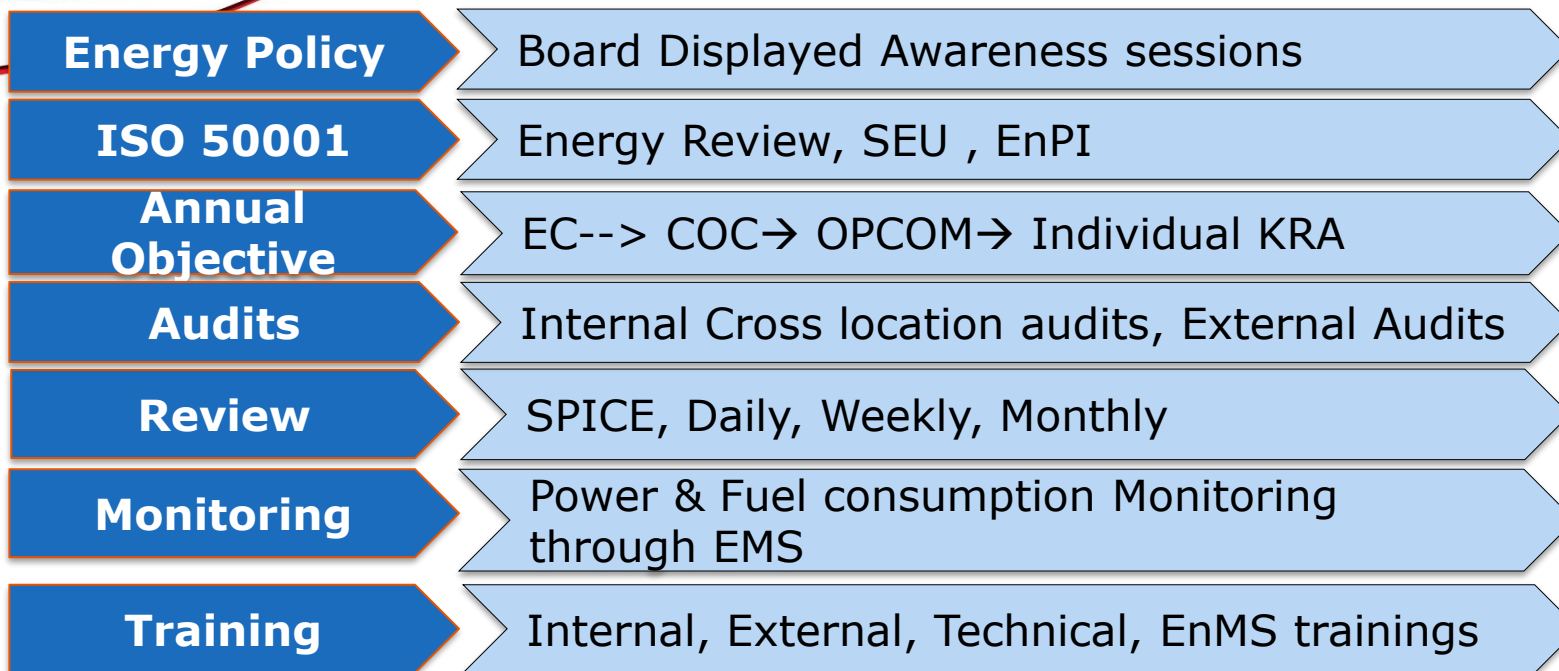 Energy Policy
Board Displayed Awareness sessions
ISO 50001
Energy Review, SEU , EnPI
Annual
Objective
EC--> COC→ OPCOM→ Individual KRA
Audits
Internal Cross location audits, External Audits
Review
SPICE, Daily, Weekly, Monthly
Monitoring
Power & Fuel consumption Monitoring
through EMS
Training
Internal, External, Technical, EnMS trainings